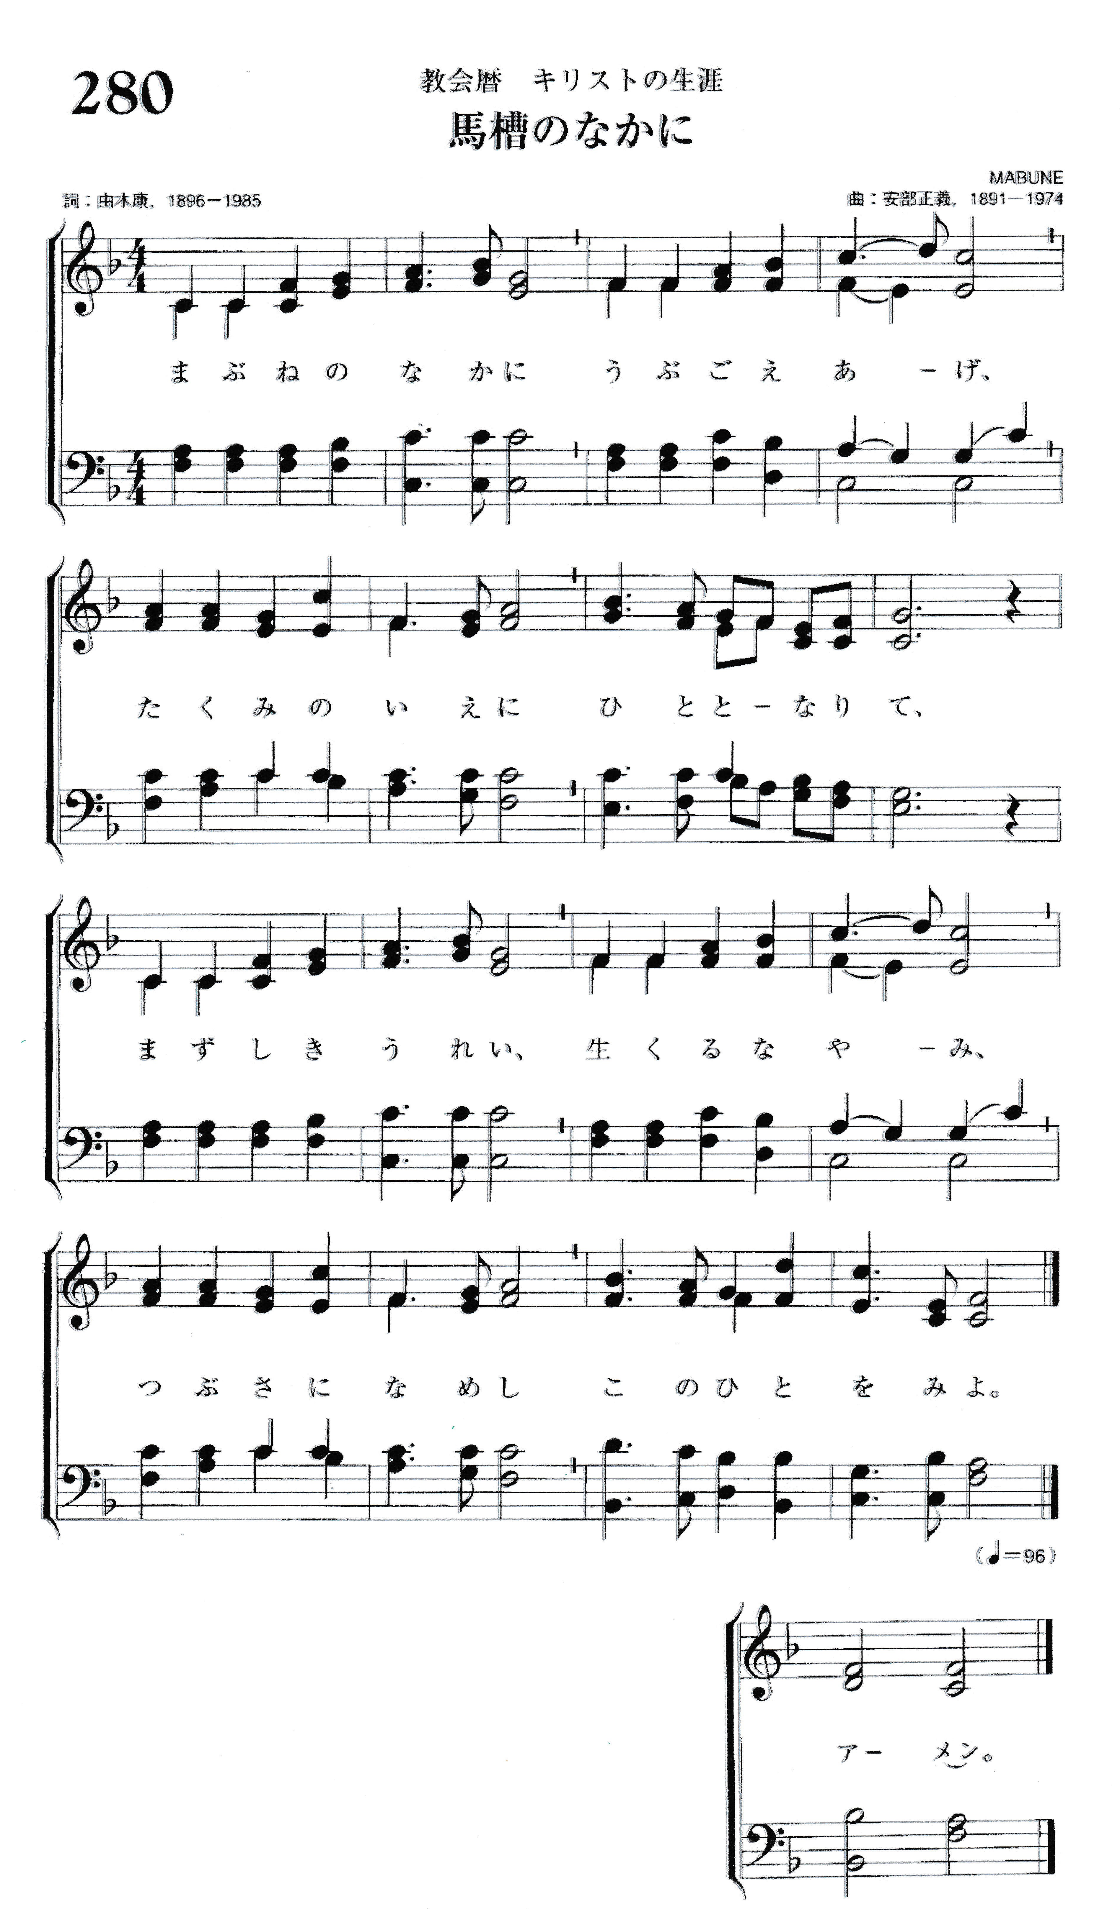 280
教会暦　キリストの生涯
馬槽のなかに
MABUNE
詞：由木康, 1896－1985
曲：安部正義, 1891－1974
まぶねのなかに うぶごえあ－げ、
たくみのいえに ひとと－なりて、
まずしきうれい、生くるなや－み、
つぶさになめし このひとをみよ。
(♩＝96)
アー メン。